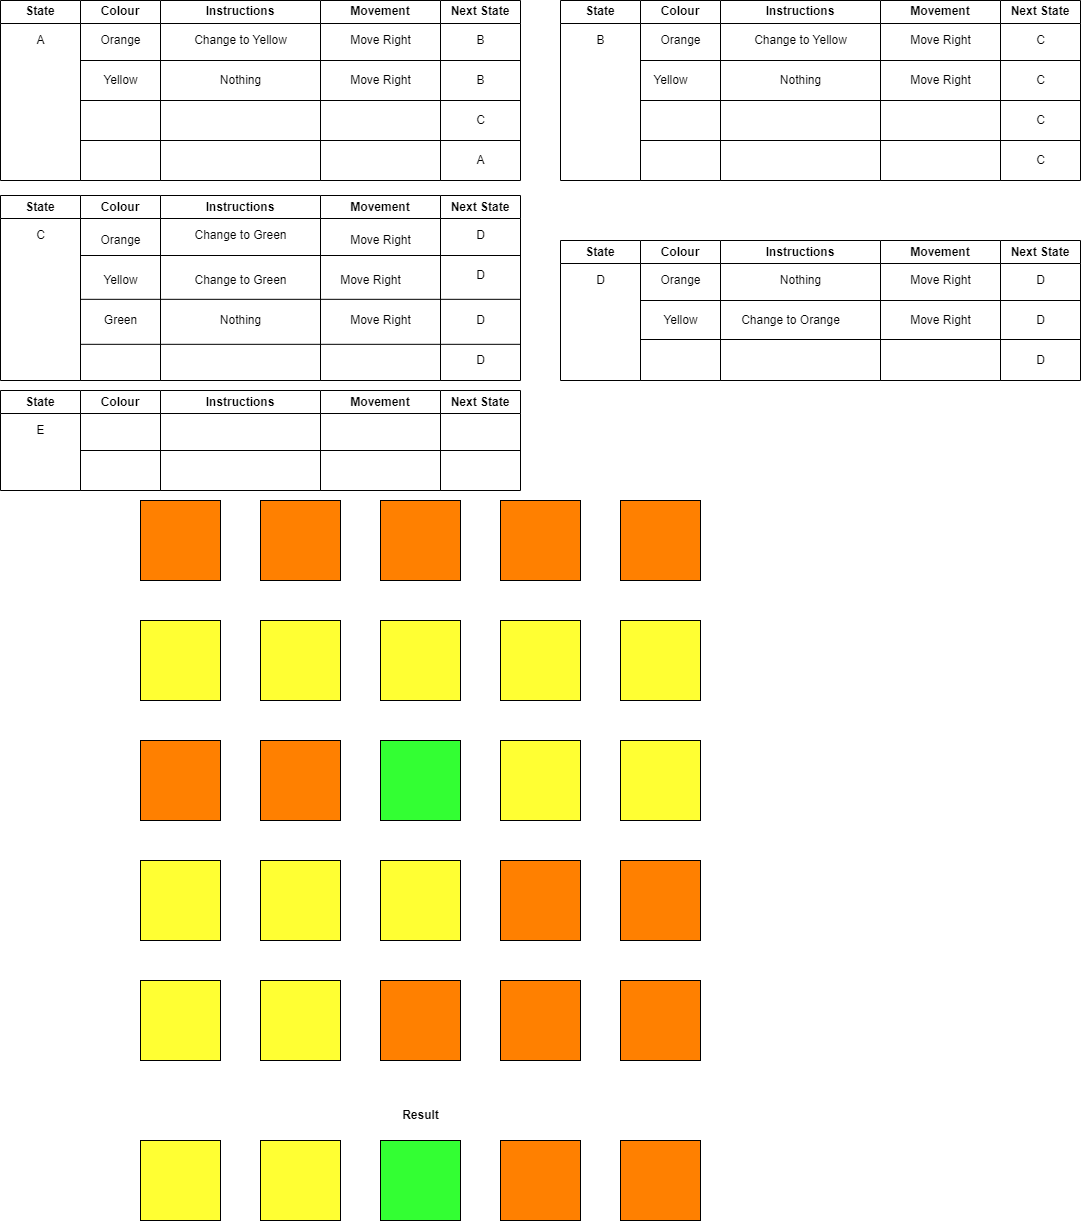 State Colour Instructions Movement Next State
A Orange Change to Yellow Move Right B
Yellow Nothing Move Right B
C
A
State Colour Instructions Movement Next State
B Orange Change to Yellow Move Right C
Yellow Nothing Move Right C
C
C
State Colour Instructions Movement Next State
C Orange Change to Green Move Right D
Yellow Change to Green Move Right D
Green Nothing Move Right D
D
State Colour Instructions Movement Next State
D Orange Nothing Move Right D
Yellow Change to Orange Move Right D
D
State Colour Instructions Movement Next State
E
Result